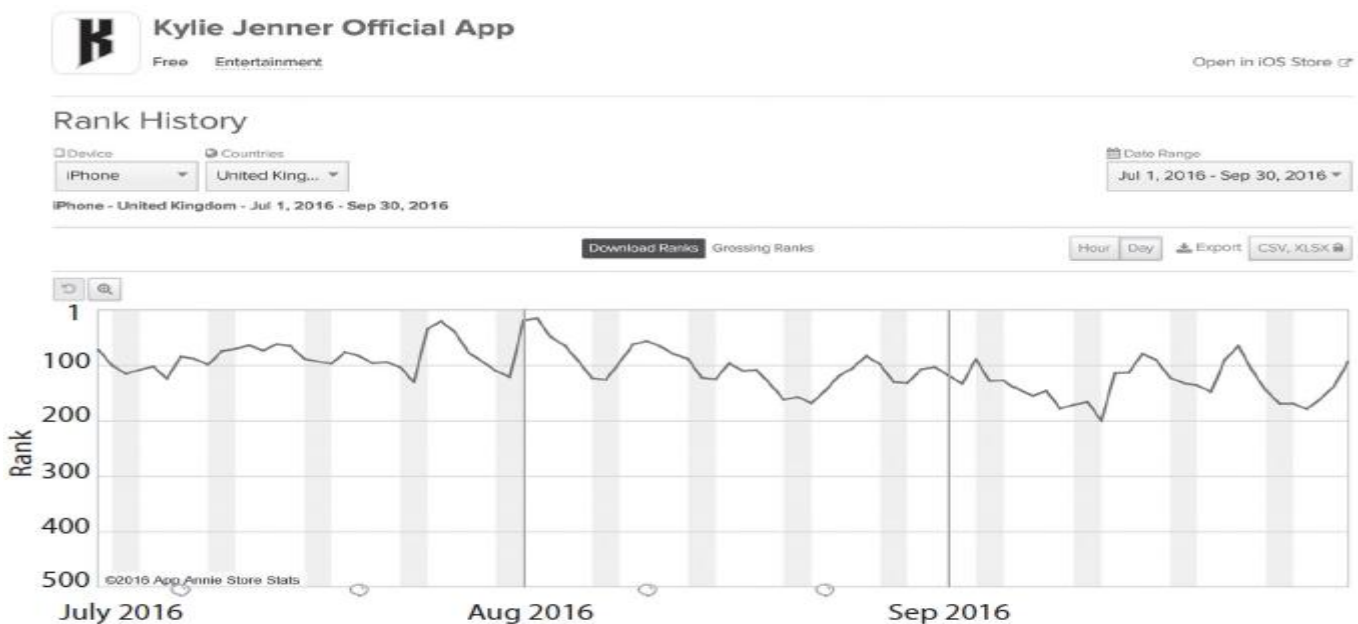 K
Kylie Jenner Official App
Free Entertainment
Open in iOS Store
Rank History
Device Countries
Date Range
iPhone United King...
Jul 1, 2016 - Sep 30, 2016
iPhone - United Kingdom - Jul 1, 2016 - Sep 30, 2016
Download Ranks Grossing Ranks
Hour Day Export CSV, XLSX
1
100
200
300
400
500
Rank
©2016 App Annie Store Stats
July 2016 Aug 2016 Sep 2016